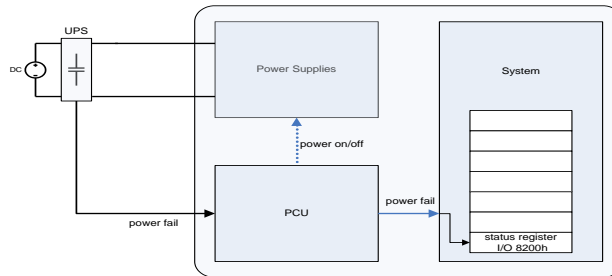 UPS
DC
Power Supplies
System
power on/off
PCU
power fail
power fail
status register
I/O 8200h